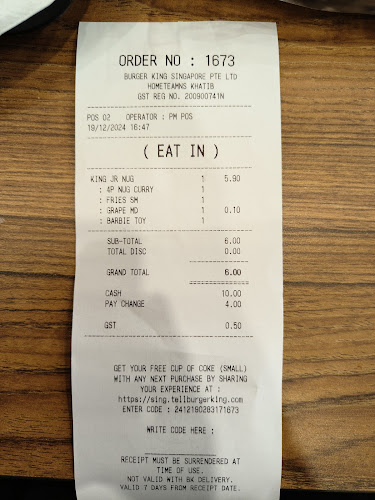 ORDER NO : 1673
BURGER KING SINGAPORE PTE LTD
HOMETEAMNS KHATIB
GST REG NO. 200900741N
POS 02 OPERATOR : PM POS
19/12/2024 16:47
( EAT IN )
KING JR NUG 1 5.90
: 4P NUG CURRY 1
: FRIES SM 1
: GRAPE MD 1 0.10
: BARBIE TOY 1
SUB-TOTAL 6.00
TOTAL DISC 0.00
GRAND TOTAL 6.00
CASH 10.00
PAY CHANGE 4.00
GST 0.50
GET YOUR FREE CUP OF COKE (SMALL)
WITH ANY NEXT PURCHASE BY SHARING
YOUR EXPERIENCE AT :
https://sing.tellburgerking.com
ENTER CODE : 2412190203171673
WRITE CODE HERE :
RECEIPT MUST BE SURRENDERED AT
TIME OF USE.
NOT VALID WITH BK DELIVERY.
VALID 7 DAYS FROM RECEIPT DATE.